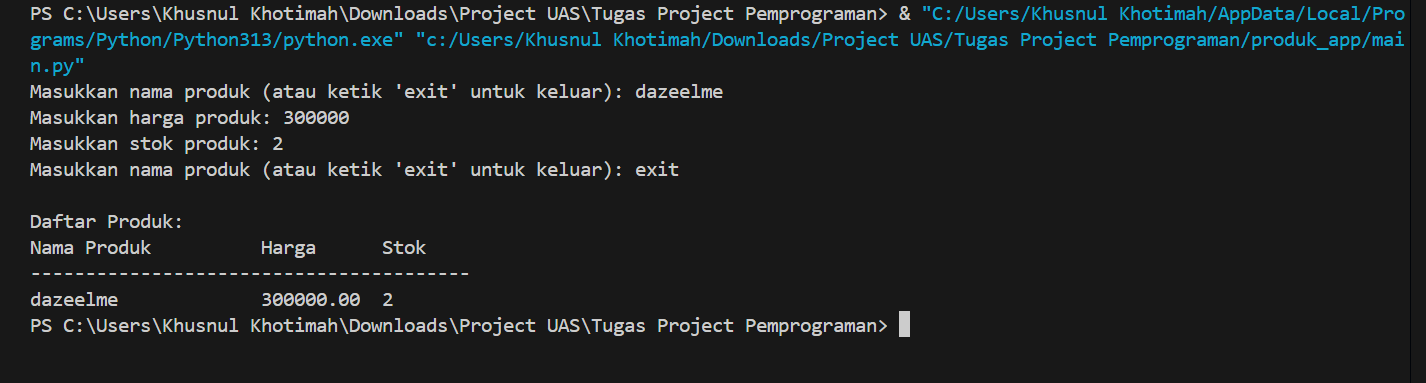 PS C:\Users\Khusnul Khotimah\Downloads\Project UAS\Tugas Project Pemprograman> & "C:/Users/Khusnul Khotimah/AppData/Local/Pro
grams/Python/Python313/python.exe" "c:/Users/Khusnul Khotimah/Downloads/Project UAS/Tugas Project Pemprograman/produk_app/mai
n.py"
Masukkan nama produk (atau ketik 'exit' untuk keluar): dazeelme
Masukkan harga produk: 300000
Masukkan stok produk: 2
Masukkan nama produk (atau ketik 'exit' untuk keluar): exit

Daftar Produk:
Nama Produk          Harga      Stok
----------------------------------------
dazeelme             300000.00  2
PS C:\Users\Khusnul Khotimah\Downloads\Project UAS\Tugas Project Pemprograman>